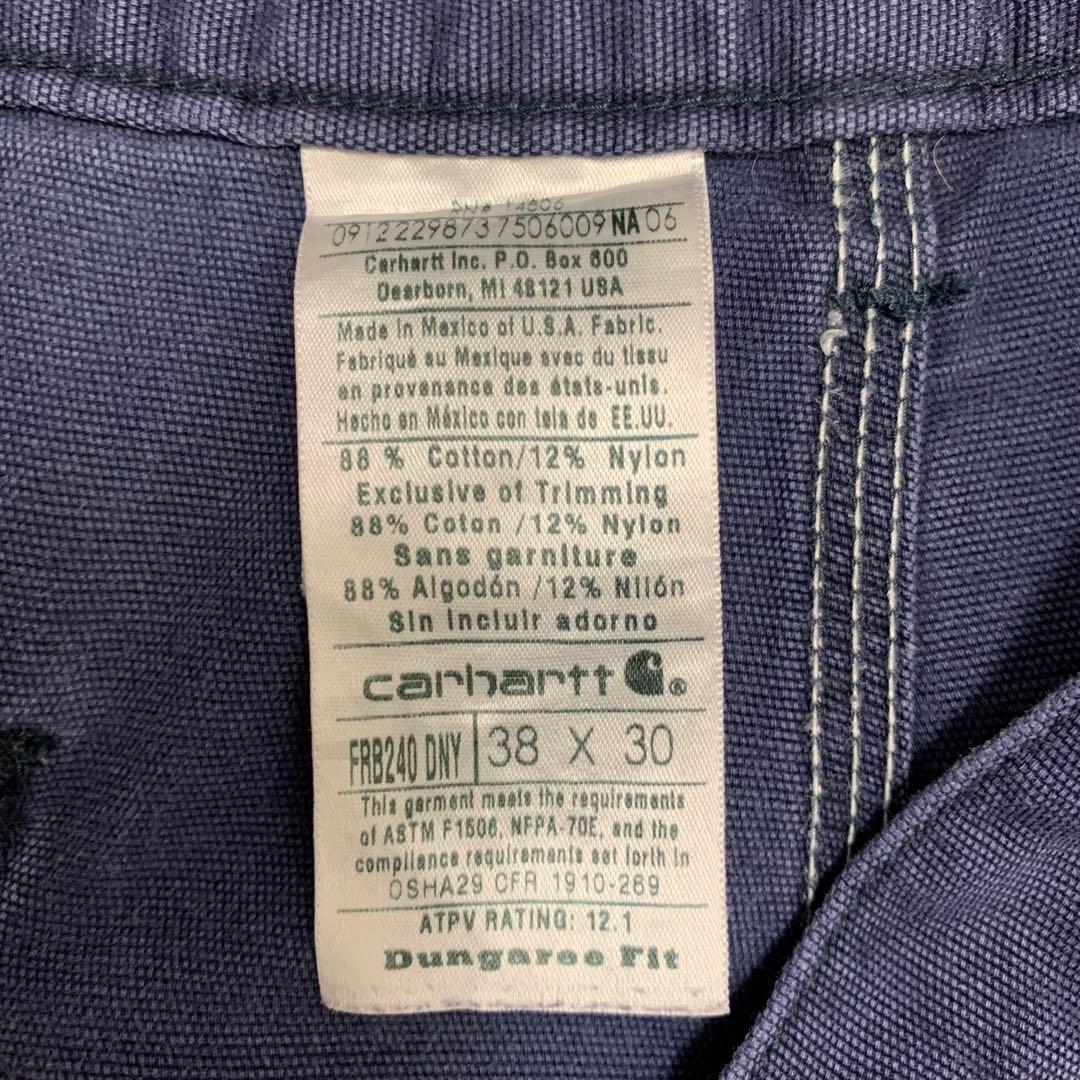 RN# 14806
0912229873 7506009 NA 06
Carhartt Inc. P.O. Box 600
Dearborn, MI 48121 USA
Made in Mexico of U.S.A. Fabric.
Fabriqué au Mexique avec du tissu
en provenance des états-unis.
Hecho en México con tela de EE.UU.
88 % Cotton/12% Nylon
Exclusive of Trimming
88% Coton /12% Nylon
Sans garniture
88% Algodón /12% Nilón
Sin incluir adorno
carhartt ®
FRB240 DNY 38 X 30
This garment meets the requirements
of ASTM F1506, NFPA-70E, and the
compliance requirements set forth in
OSHA29 CFR 1910-269
ATPV RATING: 12.1
Dungaree Fit